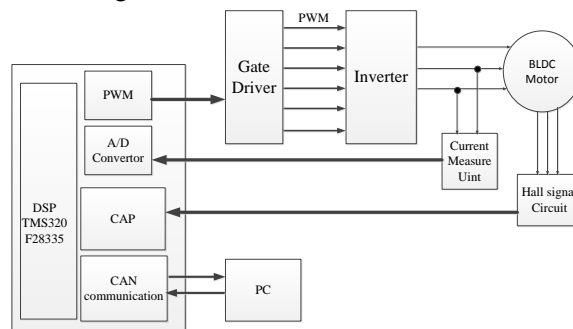 PWM
Gate
Driver
Inverter
BLDC
Motor
PWM
A/D
Convertor
Current
Measure
Uint
DSP
TMS320
F28335
CAP
Hall signal
Circuit
CAN
communication
PC